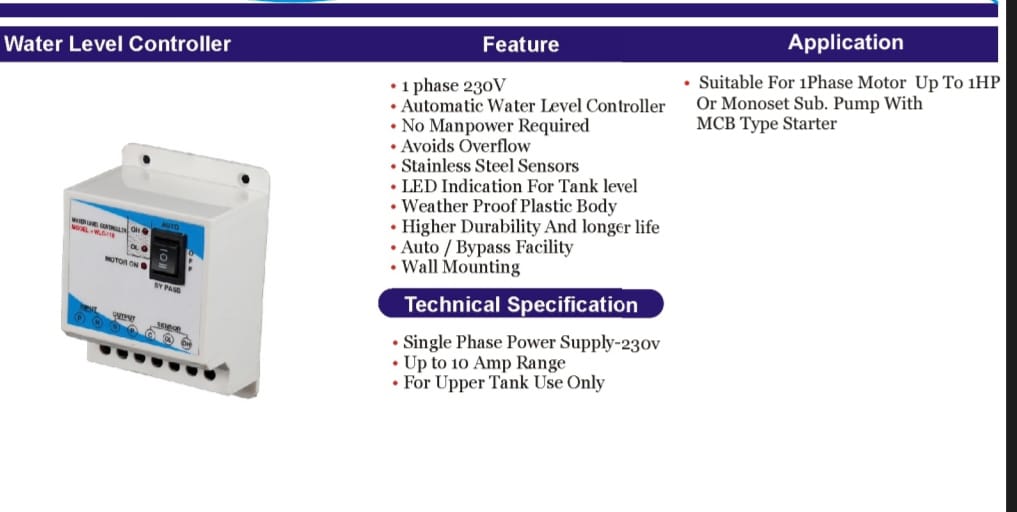 Water Level Controller
Feature
Application
• 1 phase 230V
• Automatic Water Level Controller
• No Manpower Required
• Avoids Overflow
• Stainless Steel Sensors
• LED Indication For Tank level
• Weather Proof Plastic Body
• Higher Durability And longer life
• Auto / Bypass Facility
• Wall Mounting
Technical Specification
• Single Phase Power Supply-230v
• Up to 10 Amp Range
• For Upper Tank Use Only
• Suitable For 1Phase Motor Up To 1HP
Or Monoset Sub. Pump With
MCB Type Starter
WATER LEVEL CONTROLLER
OH
AUTO
OL
OFF
MOTOR ON
BY PASS
INPUT
OUTPUT
SENSOR
P
N
N
P
C
OL
OH